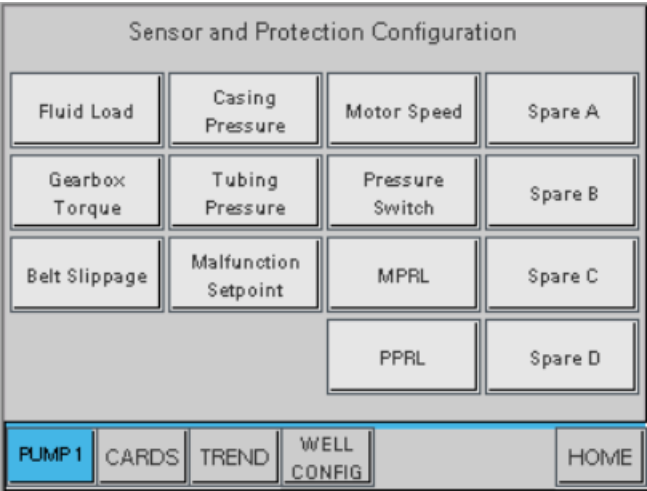 Sensor and Protection Configuration
Fluid Load
Casing
Pressure
Motor Speed
Spare A
Gearbox
Torque
Tubing
Pressure
Pressure
Switch
Spare B
Belt Slippage
Malfunction
Setpoint
MPRL
Spare C
PPRL
Spare D
PUMP 1
CARDS
TREND
WELL
CONFIG
HOME